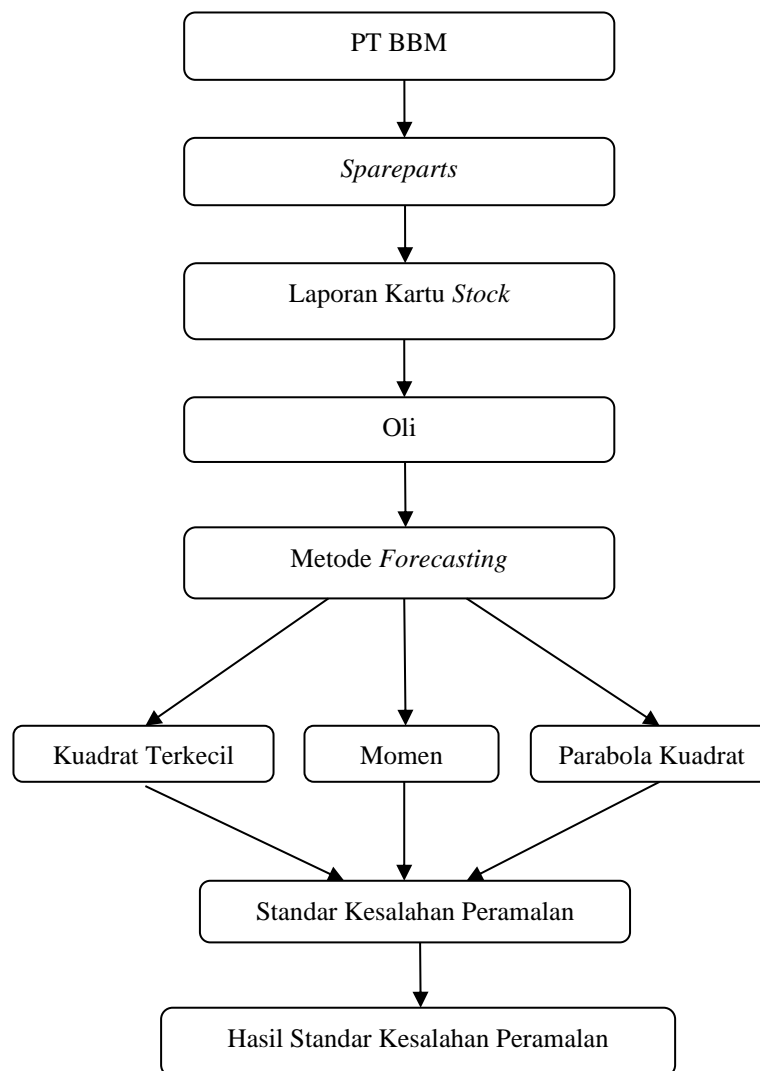 PT BBM
Spareparts
Laporan Kartu Stock
Oli
Metode Forecasting
Kuadrat Terkecil
Momen
Parabola Kuadrat
Standar Kesalahan Peramalan
Hasil Standar Kesalahan Peramalan